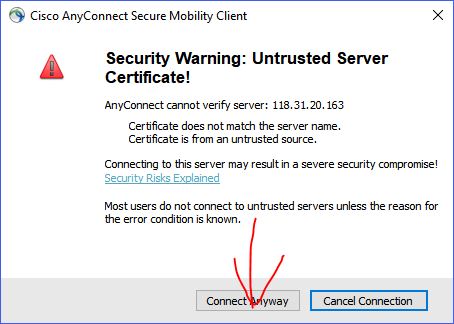 Cisco AnyConnect Secure Mobility Client
Security Warning: Untrusted Server
Certificate!
AnyConnect cannot verify server: 118.31.20.163
Certificate does not match the server name.
Certificate is from an untrusted source.
Connecting to this server may result in a severe security compromise!
Security Risks Explained
Most users do not connect to untrusted servers unless the reason for
the error condition is known.
Connect Anyway
Cancel Connection